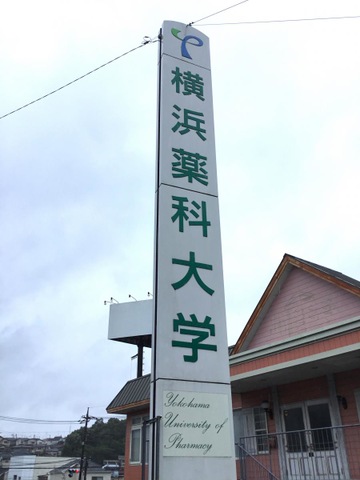 横浜薬科大学
Yokohama
University of
Pharmacy